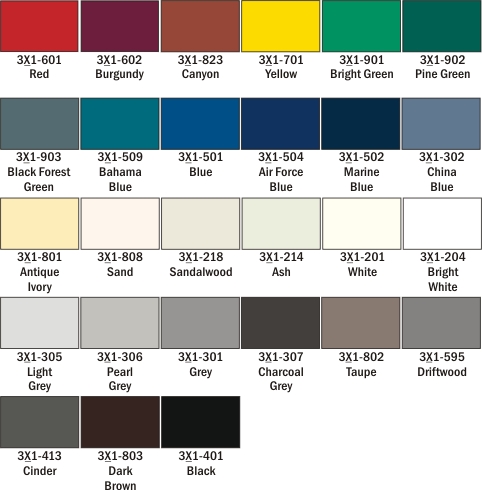 3X1-601 3X1-602 3X1-823 3X1-701 3X1-901 3X1-902
Red Burgundy Canyon Yellow Bright Green Pine Green
3X1-903 3X1-509 3X1-501 3X1-504 3X1-502 3X1-302
Black Forest Bahama Blue Air Force Marine China
Green Blue Blue Blue Blue
3X1-801 3X1-808 3X1-218 3X1-214 3X1-201 3X1-204
Antique Sand Sandalwood Ash White Bright
Ivory White
3X1-305 3X1-306 3X1-301 3X1-307 3X1-802 3X1-595
Light Pearl Grey Charcoal Taupe Driftwood
Grey Grey Grey
3X1-413 3X1-803 3X1-401
Cinder Dark Black
Brown